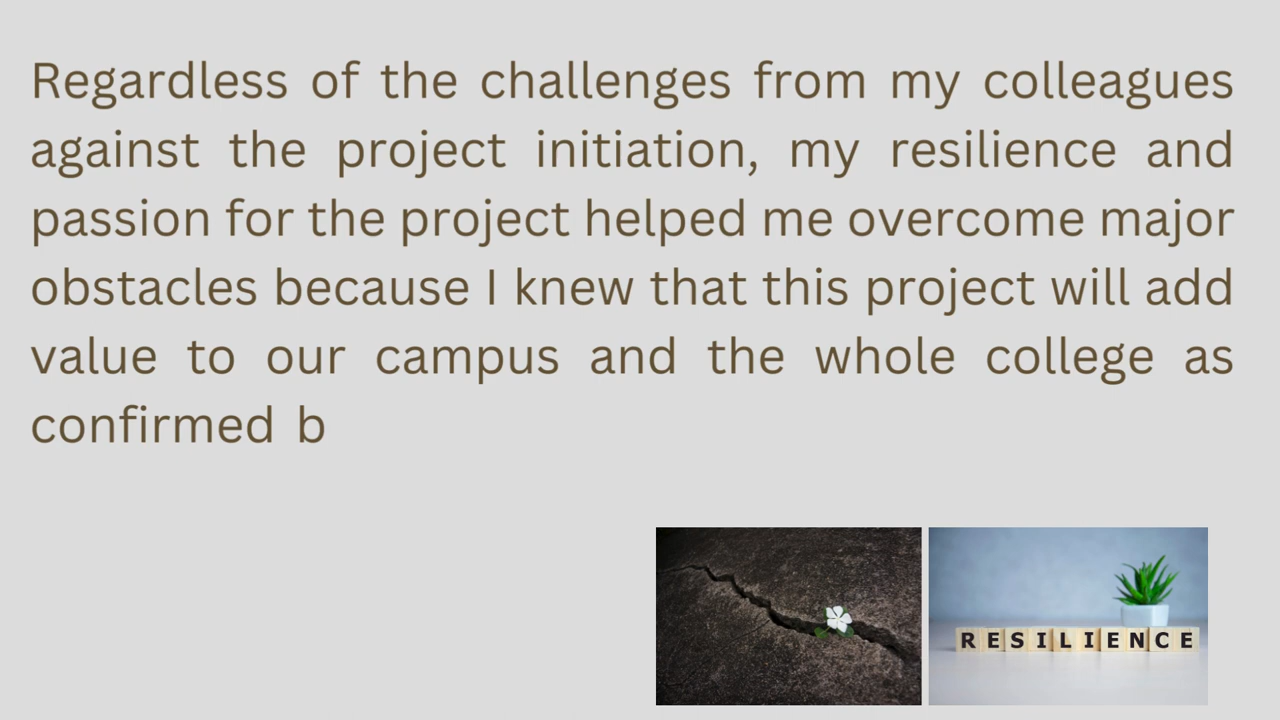 Regardless of the challenges from my colleagues
against the project initiation, my resilience and
passion for the project helped me overcome major
obstacles because I knew that this project will add
value to our campus and the whole college as
confirmed b
RESILIENCE